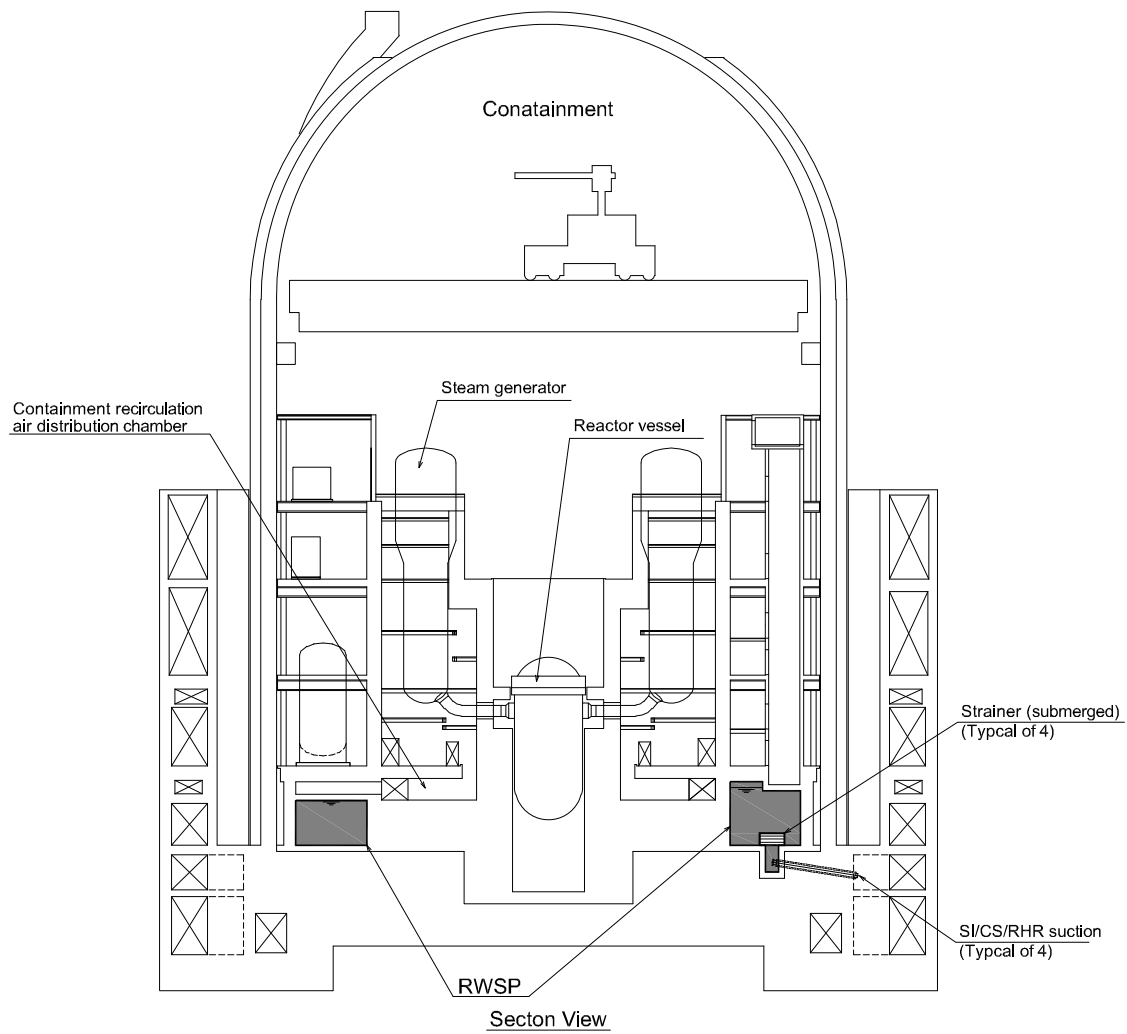 Conatainment
Steam generator
Containment recirculation
air distribution chamber
Reactor vessel
Strainer (submerged)
(Typcal of 4)
SI/CS/RHR suction
(Typcal of 4)
RWSP
Secton View